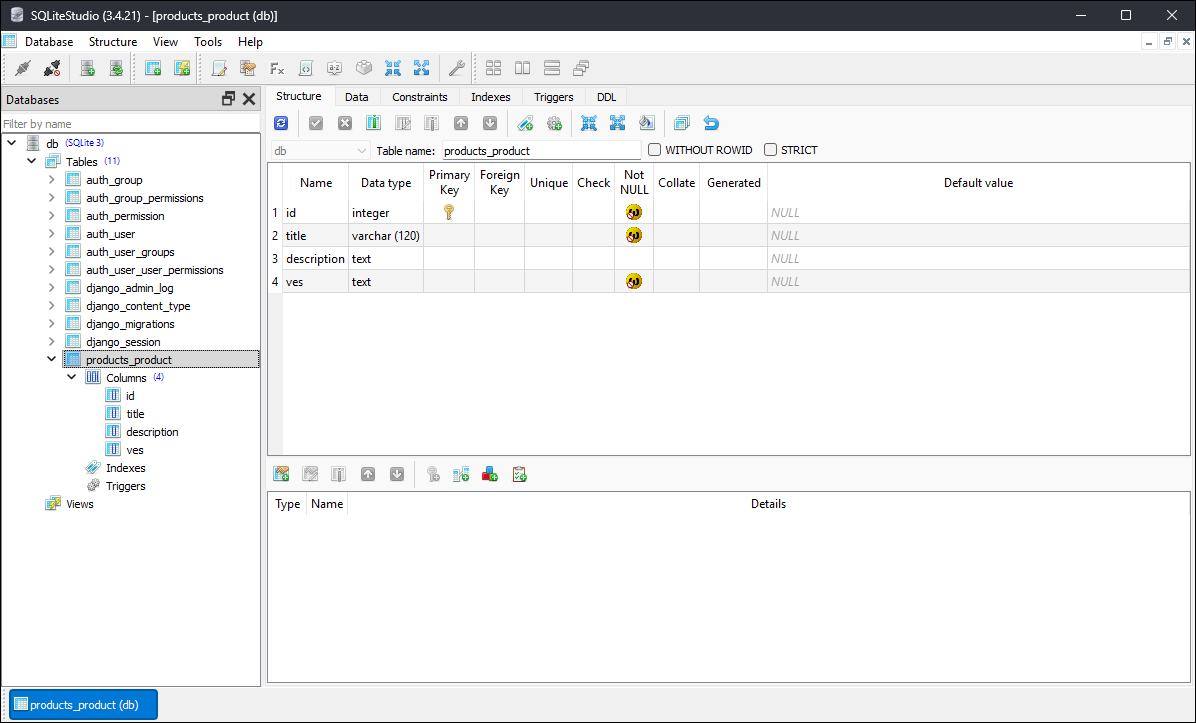 SQLiteStudio (3.4.21) - [products_product (db)]
Database Structure View Tools Help
Databases
Filter by name
db (SQLite 3)
Tables (11)
auth_group
auth_group_permissions
auth_permission
auth_user
auth_user_groups
auth_user_user_permissions
django_admin_log
django_content_type
django_migrations
django_session
products_product
Columns (4)
id
title
description
ves
Indexes
Triggers
Views
Structure Data Constraints Indexes Triggers DDL
db Table name: products_product WITHOUT ROWID STRICT
Name Data type Primary Key Foreign Key Unique Check Not NULL Collate Generated Default value
1 id integer NULL
2 title varchar (120) NULL
3 description text NULL
4 ves text NULL
Type Name Details
products_product (db)